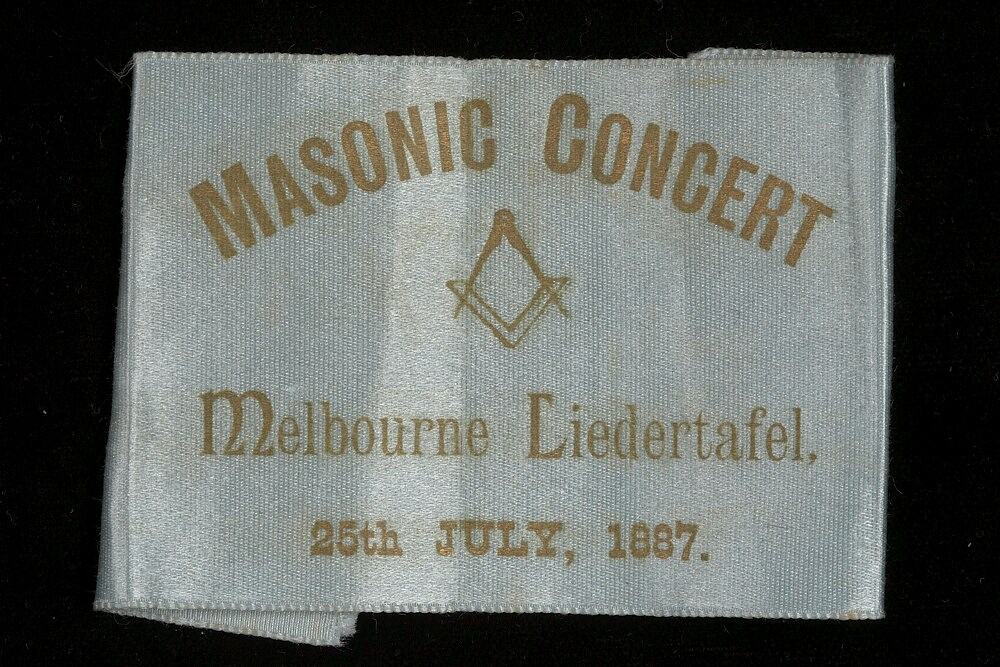 MASONIC CONCERT
Melbourne Liedertafel,
25th JULY, 1887.